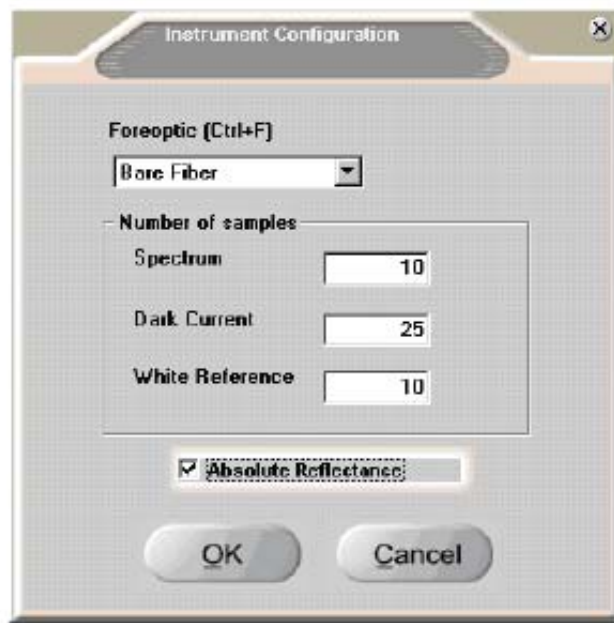 Instrument Configuration
Foreoptic (Ctrl+F)
Bare Fiber
Number of samples
Spectrum 10
Dark Current 25
White Reference 10
Absolute Reflectance
OK Cancel